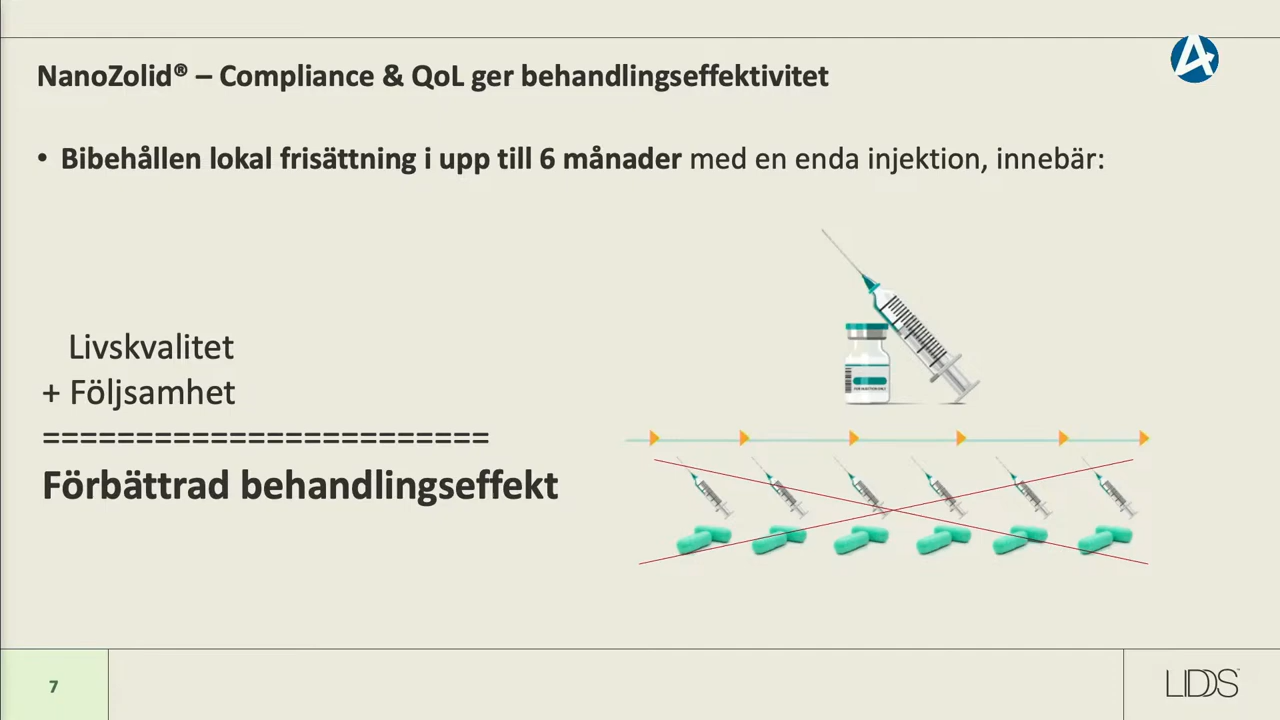 NanoZolid® – Compliance & QoL ger behandlingseffektivitet
• Bibehållen lokal frisättning i upp till 6 månader med en enda injektion, innebär:
Livskvalitet
+ Följsamhet
========================
Förbättrad behandlingseffekt
7
LIDDS™